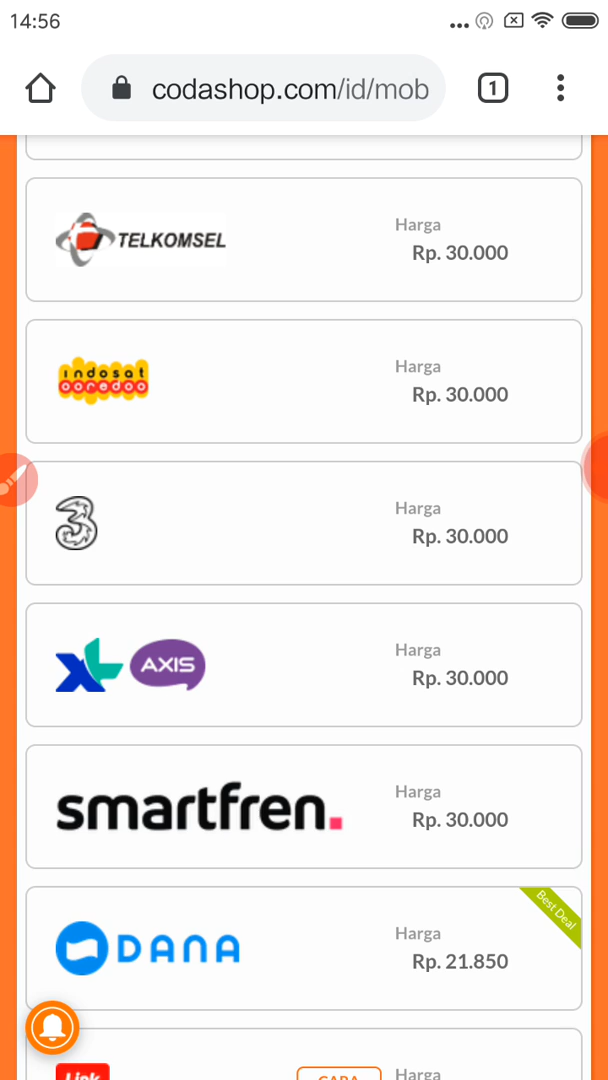 14:56
codashop.com/id/mob
1
TELKOMSEL
Harga
Rp. 30.000
indosat
ooredoo
Harga
Rp. 30.000
3
Harga
Rp. 30.000
XL AXIS
Harga
Rp. 30.000
smartfren.
Harga
Rp. 30.000
Best Deal
DANA
Harga
Rp. 21.850
Link
CARA
Harga